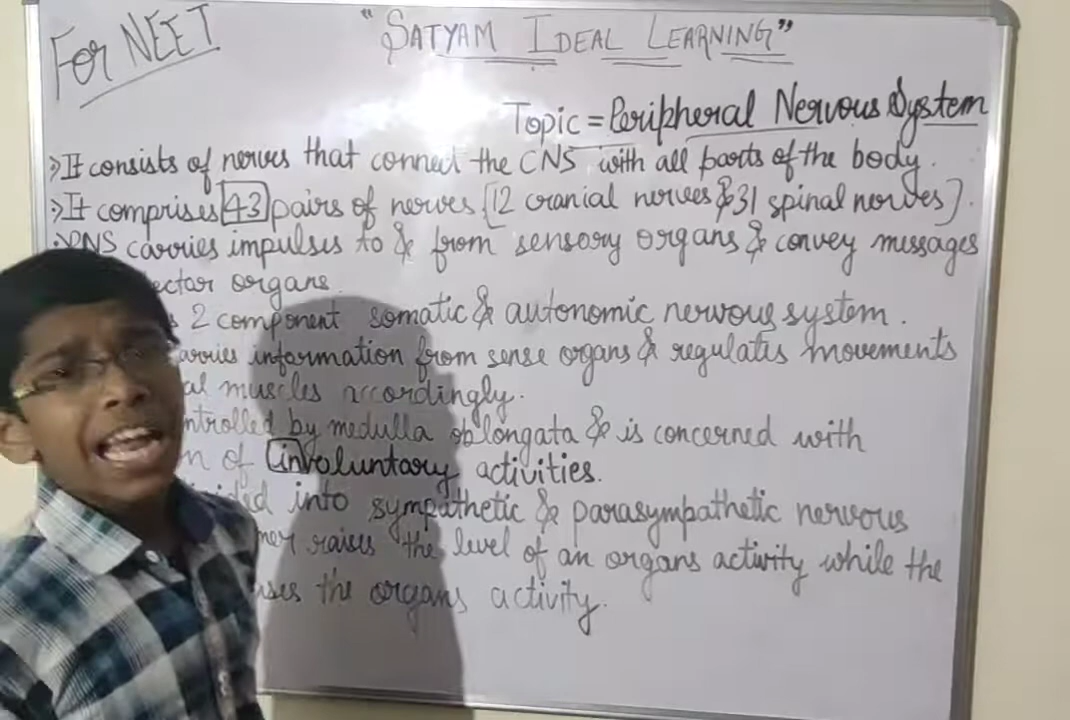 For NEET
"SATYAM IDEAL LEARNING"
Topic = Peripheral Nervous System
⇒ It consists of nerves that connect the CNS with all parts of the body.
⇒ It comprises 43 pairs of nerves [12 cranial nerves & 31 spinal nerves].
⇒ PNS carries impulses to & from sensory organs & convey messages
ector organs.
2 component somatic & autonomic nervous system.
arries information from sense organs & regulates movements
al muscles accordingly.
ntrolled by medulla oblongata & is concerned with
n of involuntary activities.
ided into sympathetic & parasympathetic nervous
mer raises the level of an organs activity while the
ses the organs activity.